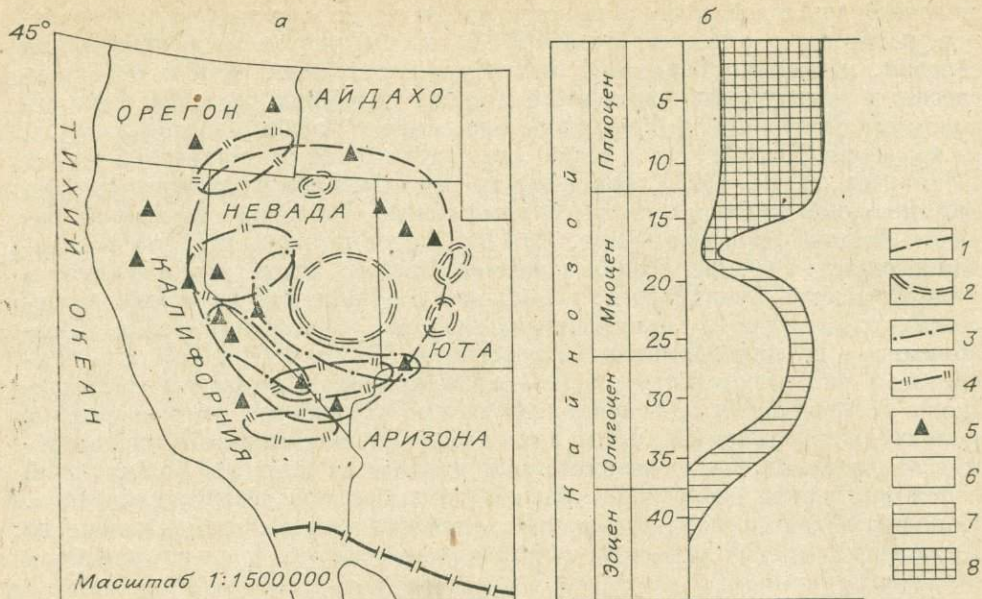 а
б
45°
ОРЕГОН
АЙДАХО
НЕВАДА
ТИХИЙ ОКЕАН
КАЛИФОРНИЯ
ЮТА
АРИЗОНА
Масштаб 1:1500000
Кайнозой
Плиоцен
Миоцен
Олигоцен
Эоцен
5
10
15
20
25
30
35
40
1
2
3
4
5
6
7
8